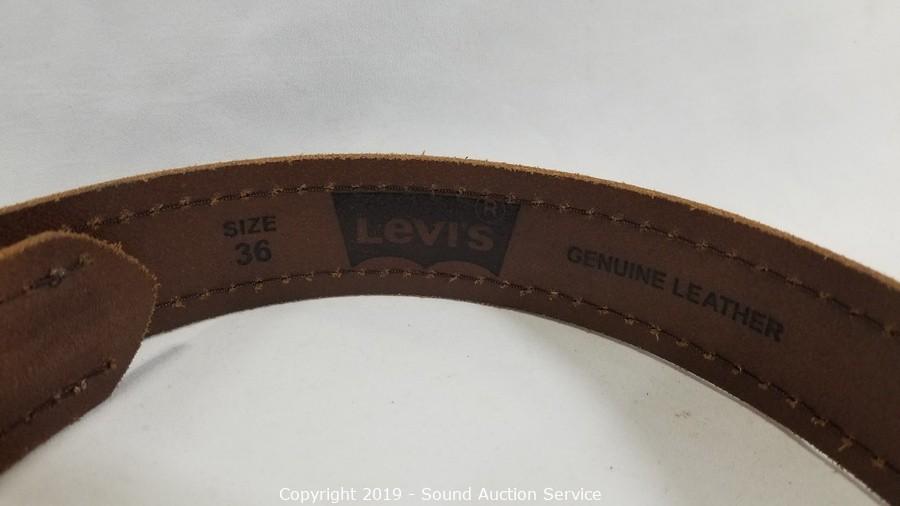 SIZE
36
Levi's®
GENUINE LEATHER
Copyright 2019 - Sound Auction Service